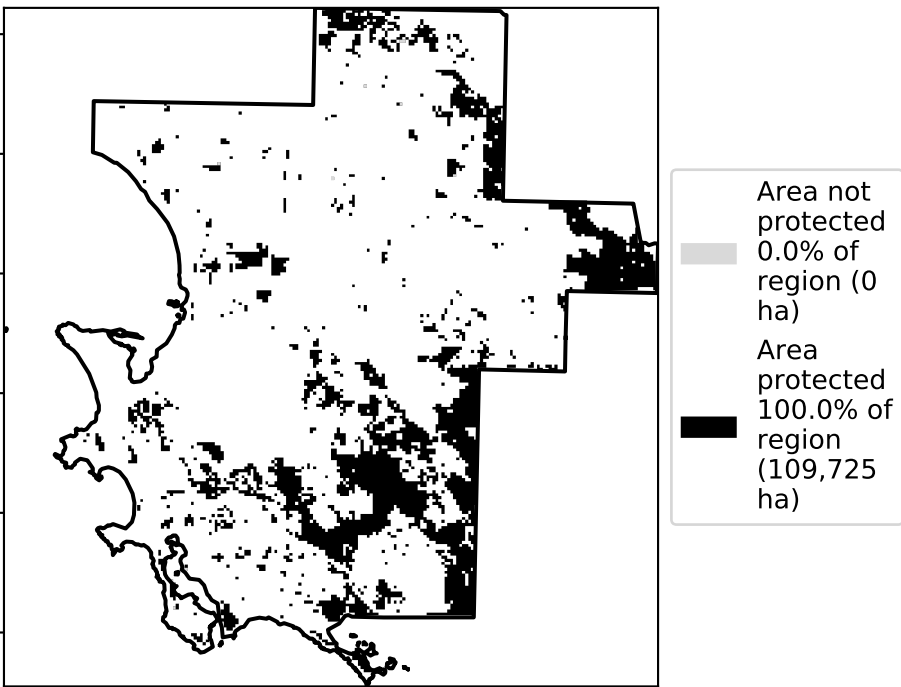 Area not
protected
0.0% of
region (0
ha)
Area
protected
100.0% of
region
(109,725
ha)